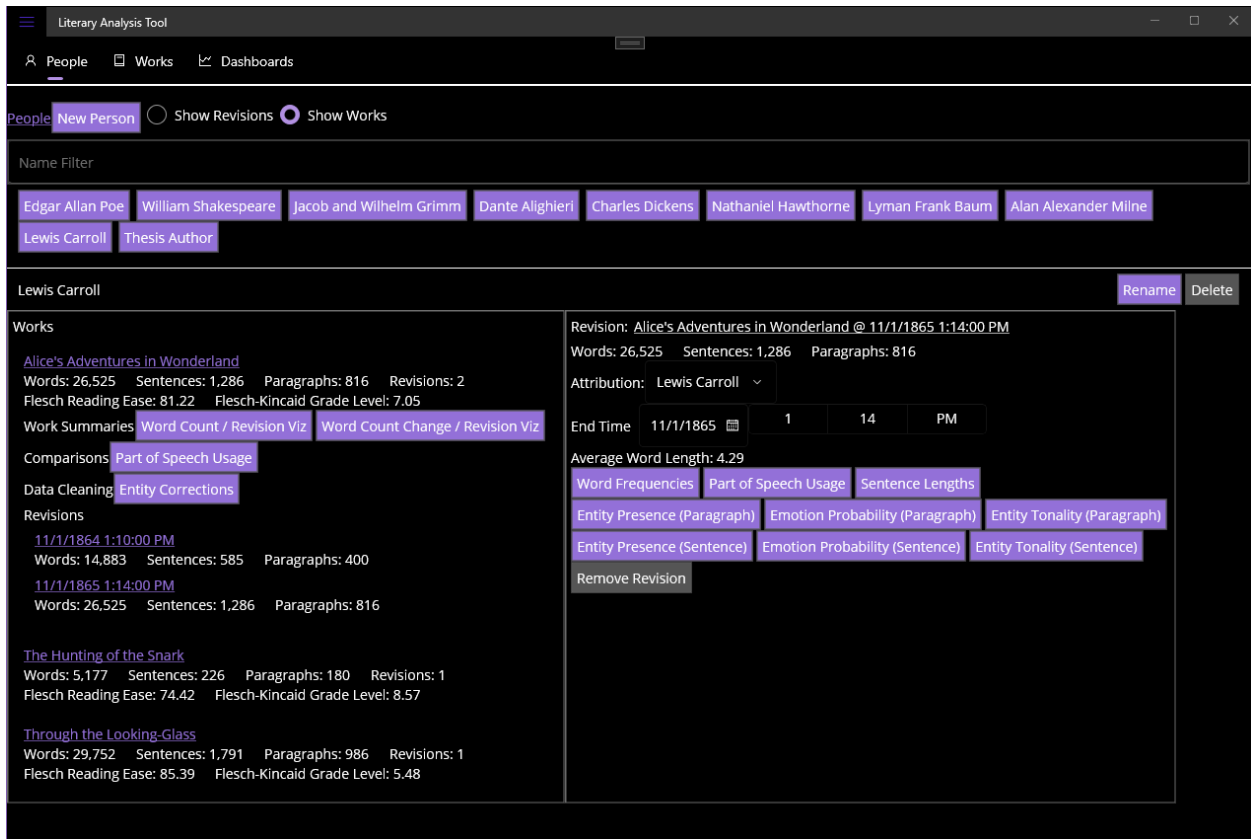 Literary Analysis Tool
People Works Dashboards
People New Person Show Revisions Show Works
Name Filter
Edgar Allan Poe William Shakespeare Jacob and Wilhelm Grimm Dante Alighieri Charles Dickens Nathaniel Hawthorne Lyman Frank Baum Alan Alexander Milne
Lewis Carroll Thesis Author
Lewis Carroll Rename Delete
Works
Alice's Adventures in Wonderland
Words: 26,525 Sentences: 1,286 Paragraphs: 816 Revisions: 2
Flesch Reading Ease: 81.22 Flesch-Kincaid Grade Level: 7.05
Work Summaries Word Count / Revision Viz Word Count Change / Revision Viz
Comparisons Part of Speech Usage
Data Cleaning Entity Corrections
Revisions
11/1/1864 1:10:00 PM
Words: 14,883 Sentences: 585 Paragraphs: 400
11/1/1865 1:14:00 PM
Words: 26,525 Sentences: 1,286 Paragraphs: 816
The Hunting of the Snark
Words: 5,177 Sentences: 226 Paragraphs: 180 Revisions: 1
Flesch Reading Ease: 74.42 Flesch-Kincaid Grade Level: 8.57
Through the Looking-Glass
Words: 29,752 Sentences: 1,791 Paragraphs: 986 Revisions: 1
Flesch Reading Ease: 85.39 Flesch-Kincaid Grade Level: 5.48
Revision: Alice's Adventures in Wonderland @ 11/1/1865 1:14:00 PM
Words: 26,525 Sentences: 1,286 Paragraphs: 816
Attribution: Lewis Carroll
End Time 11/1/1865 1 14 PM
Average Word Length: 4.29
Word Frequencies Part of Speech Usage Sentence Lengths
Entity Presence (Paragraph) Emotion Probability (Paragraph) Entity Tonality (Paragraph)
Entity Presence (Sentence) Emotion Probability (Sentence) Entity Tonality (Sentence)
Remove Revision